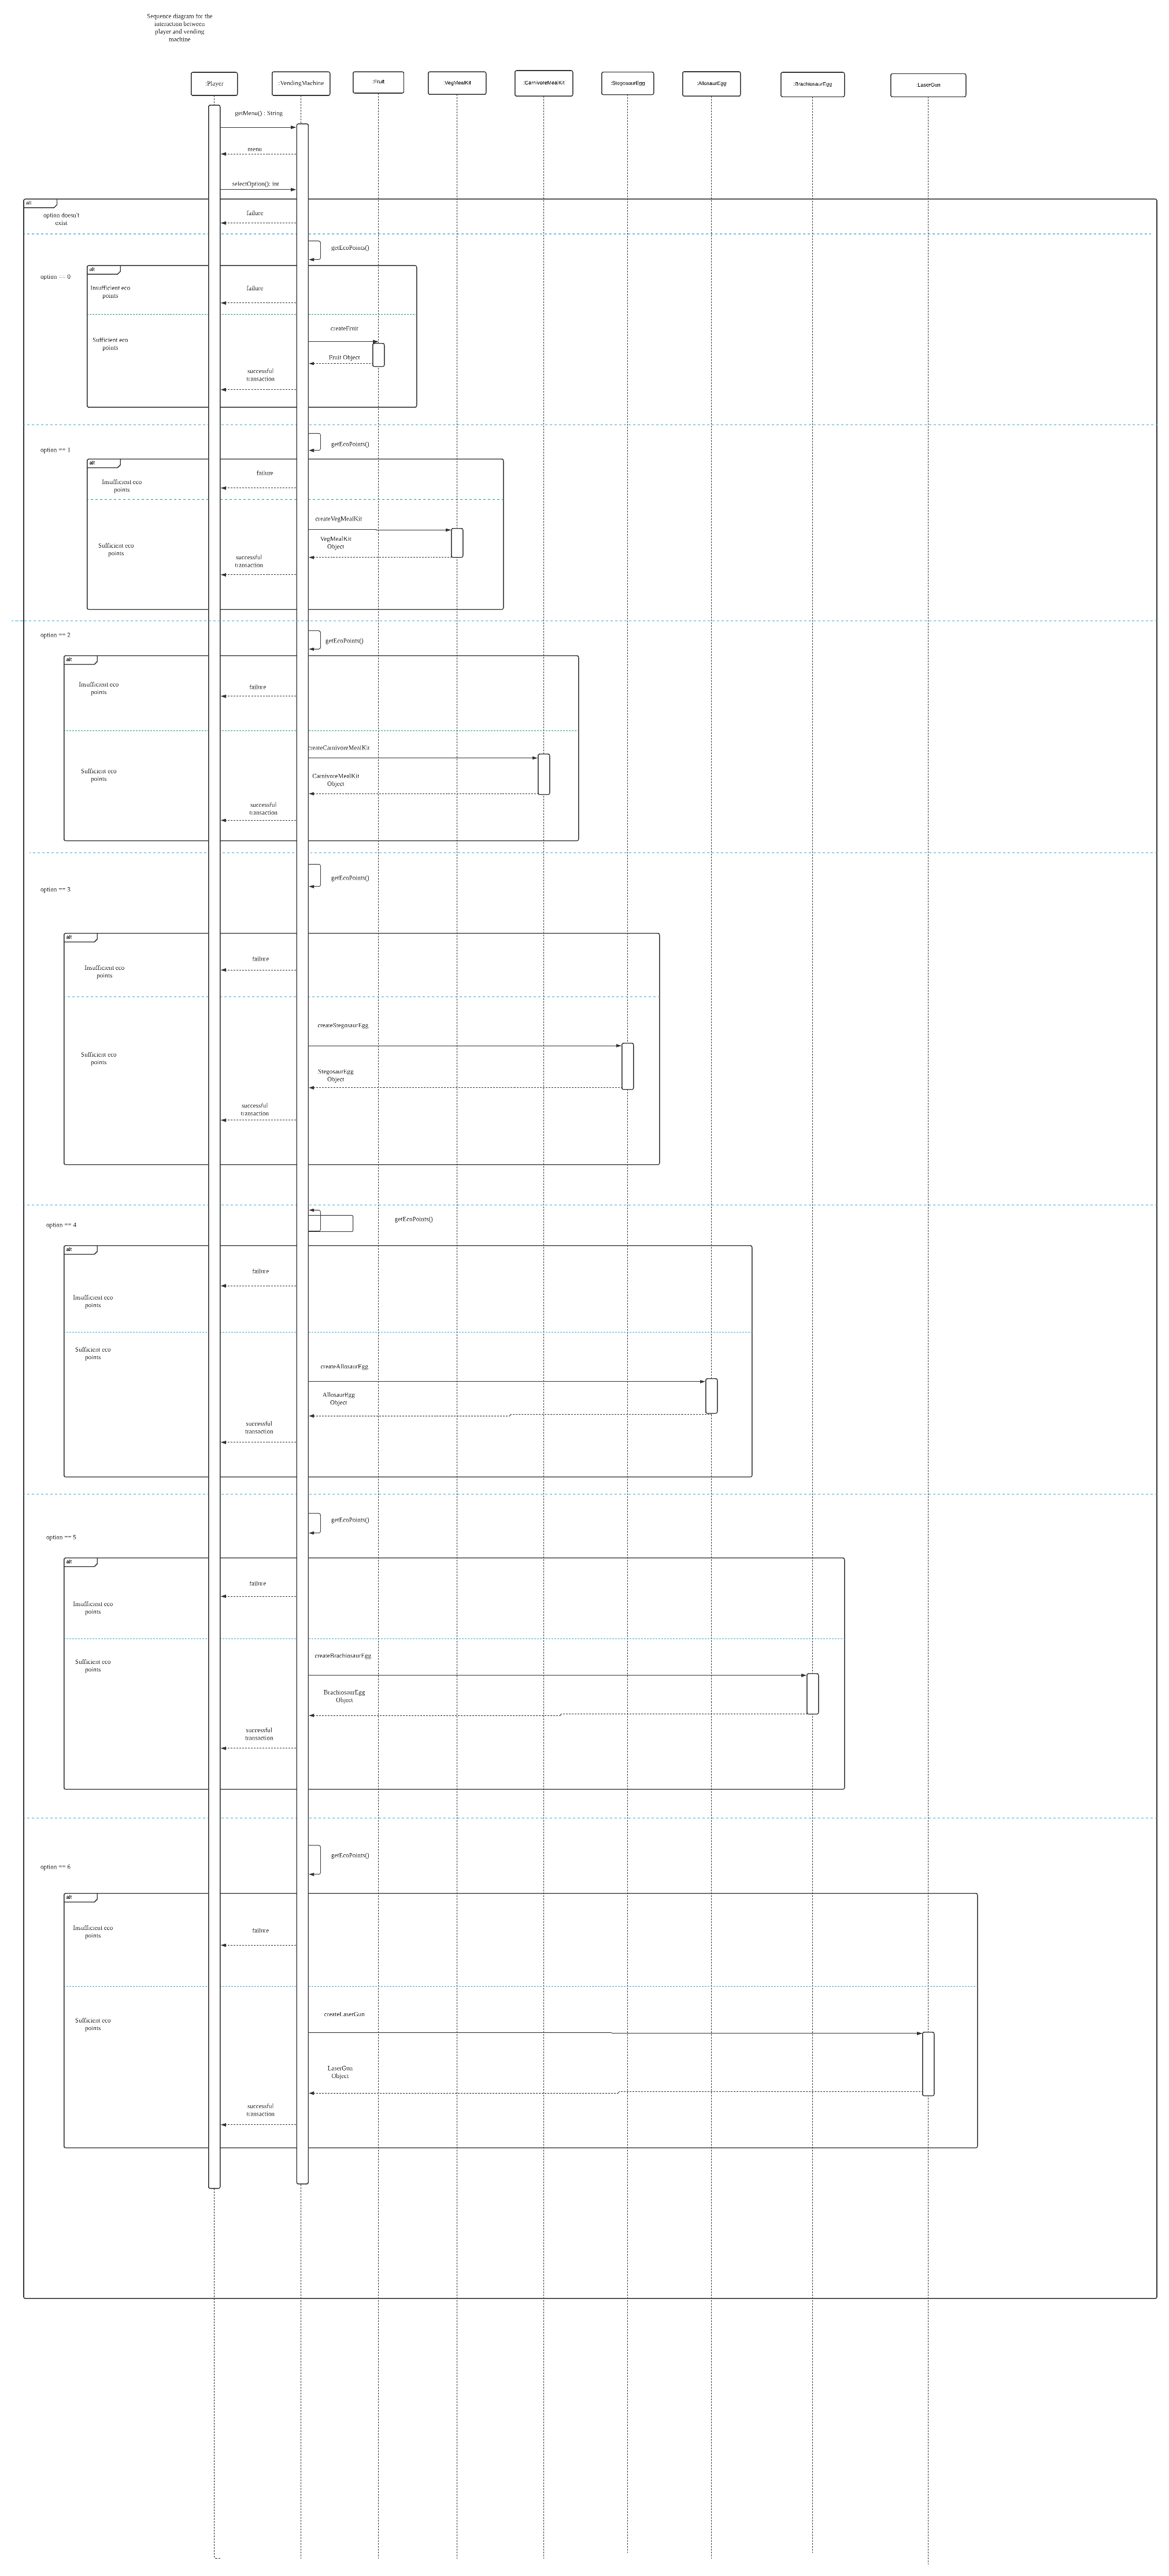 Sequence diagram for the
interaction between
player and vending
machine
:Player
:VendingMachine
:Fruit
:VegMealKit
:CarnivoreMealKit
:StegosaurEgg
:AllosaurEgg
:BrachiosaurEgg
:LaserGun
getMenu() : String
menu
selectOption(): int
alt
option doesn't
exist
failure
getEcoPoints()
option == 0
alt
Insufficient eco
points
failure
createFruit
Sufficient eco
points
Fruit Object
successful
transaction
getEcoPoints()
option == 1
alt
failure
Insufficient eco
points
createVegMealKit
VegMealKit
Object
Sufficient eco
points
successful
transaction
option == 2
getEcoPoints()
alt
Insufficient eco
points
failure
createCarnivoreMealKit
Sufficient eco
points
CarnivoreMealKit
Object
successful
transaction
getEcoPoints()
option == 3
alt
failure
Insufficient eco
points
createStegosaurEgg
Sufficient eco
points
StegosaurEgg
Object
successful
transaction
getEcoPoints()
option == 4
alt
failure
Insufficient eco
points
Sufficient eco
points
createAllosaurEgg
AllosaurEgg
Object
successful
transaction
getEcoPoints()
option == 5
alt
failure
Insufficient eco
points
createBrachiosaurEgg
Sufficient eco
points
BrachiosaurEgg
Object
successful
transaction
getEcoPoints()
option == 6
alt
Insufficient eco
points
failure
createLaserGun
Sufficient eco
points
LaserGun
Object
successful
transaction